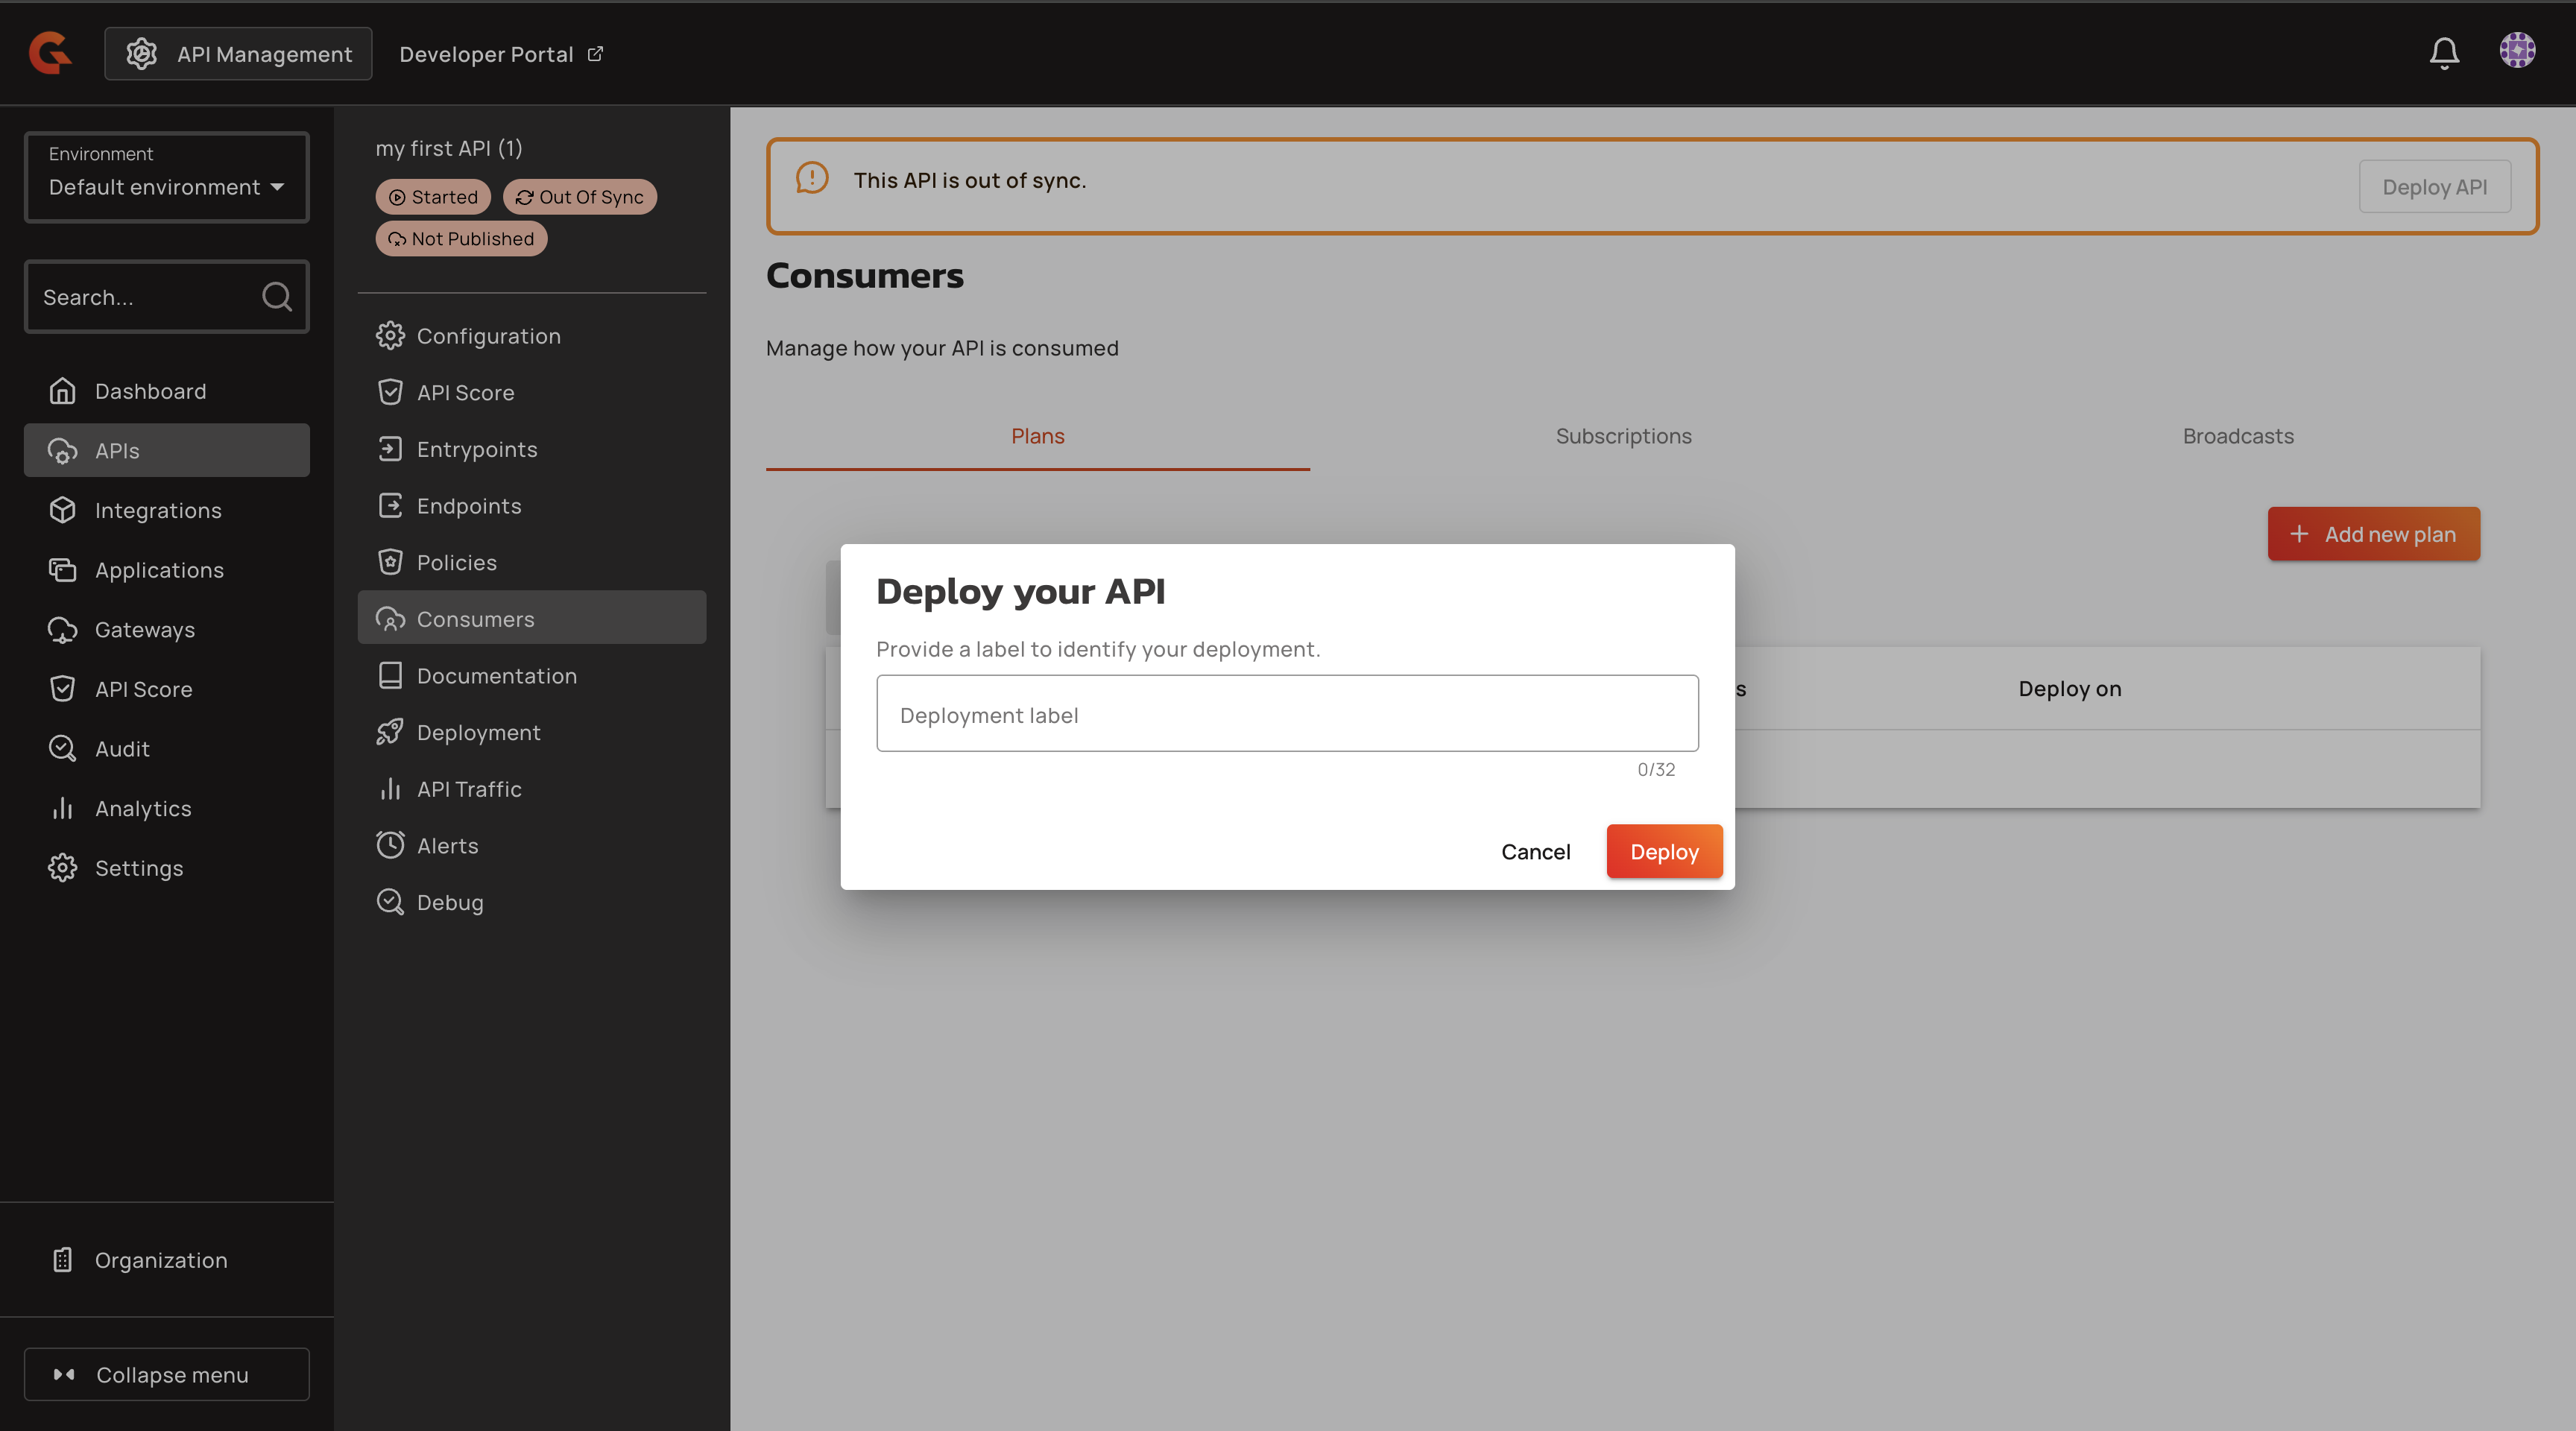 API Management
Developer Portal
Environment
Default environment
Search...
Dashboard
APIs
Integrations
Applications
Gateways
API Score
Audit
Analytics
Settings
Organization
Collapse menu
my first API (1)
Started
Out Of Sync
Not Published
Configuration
API Score
Entrypoints
Endpoints
Policies
Consumers
Documentation
Deployment
API Traffic
Alerts
Debug
This API is out of sync.
Deploy API
Consumers
Manage how your API is consumed
Plans
Subscriptions
Broadcasts
Add new plan
s
Deploy on
Deploy your API
Provide a label to identify your deployment.
Deployment label
0/32
Cancel
Deploy